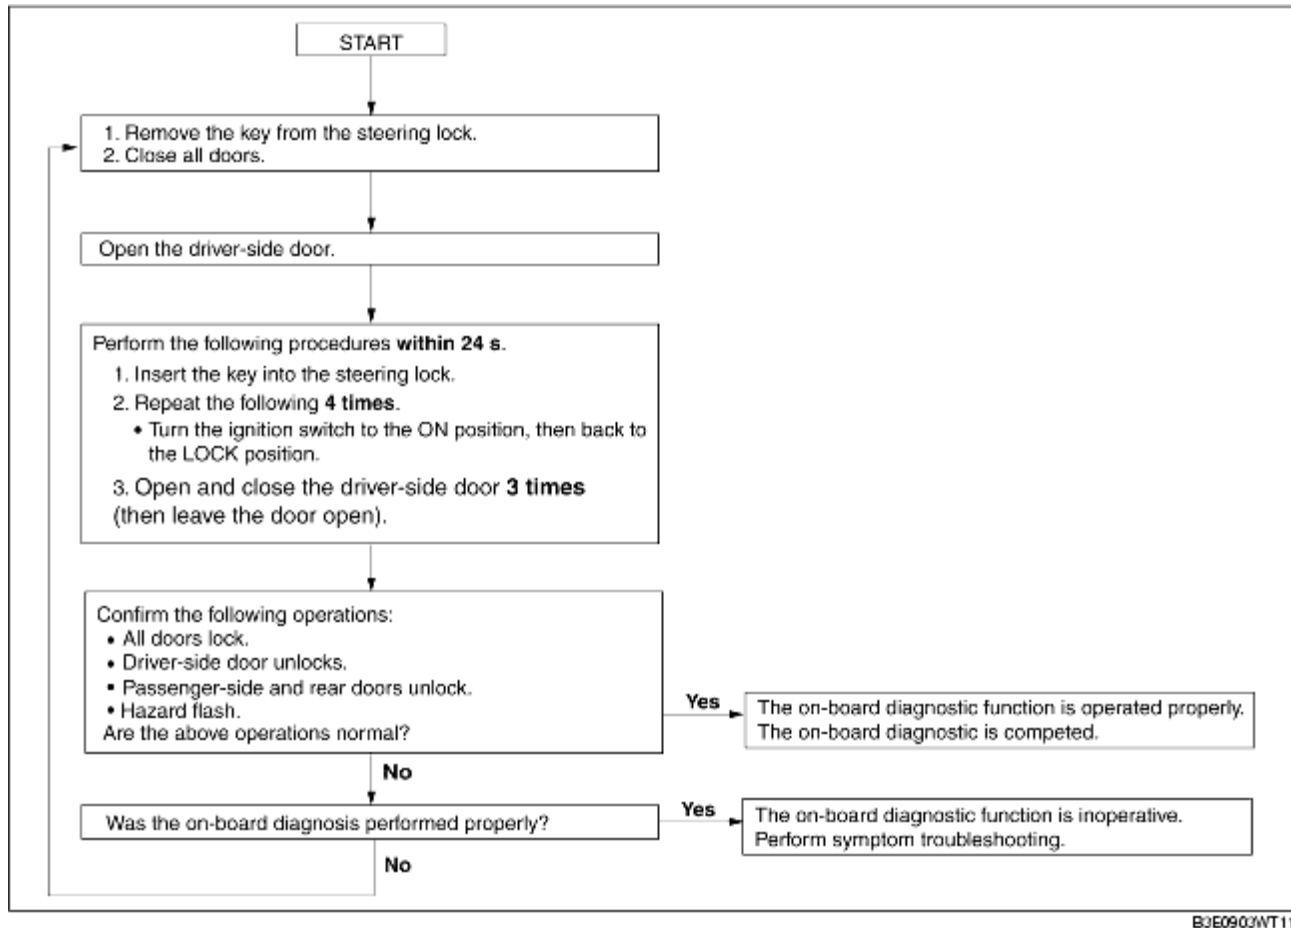 START
1. Remove the key from the steering lock.
2. Close all doors.
Open the driver-side door.
Perform the following procedures within 24 s.
1. Insert the key into the steering lock.
2. Repeat the following 4 times.
• Turn the ignition switch to the ON position, then back to
the LOCK position.
3. Open and close the driver-side door 3 times
(then leave the door open).
Confirm the following operations:
• All doors lock.
• Driver-side door unlocks.
• Passenger-side and rear doors unlock.
• Hazard flash.
Are the above operations normal?
Yes
The on-board diagnostic function is operated properly.
The on-board diagnostic is competed.
No
Was the on-board diagnosis performed properly?
Yes
The on-board diagnostic function is inoperative.
Perform symptom troubleshooting.
No
B3E0903WT11